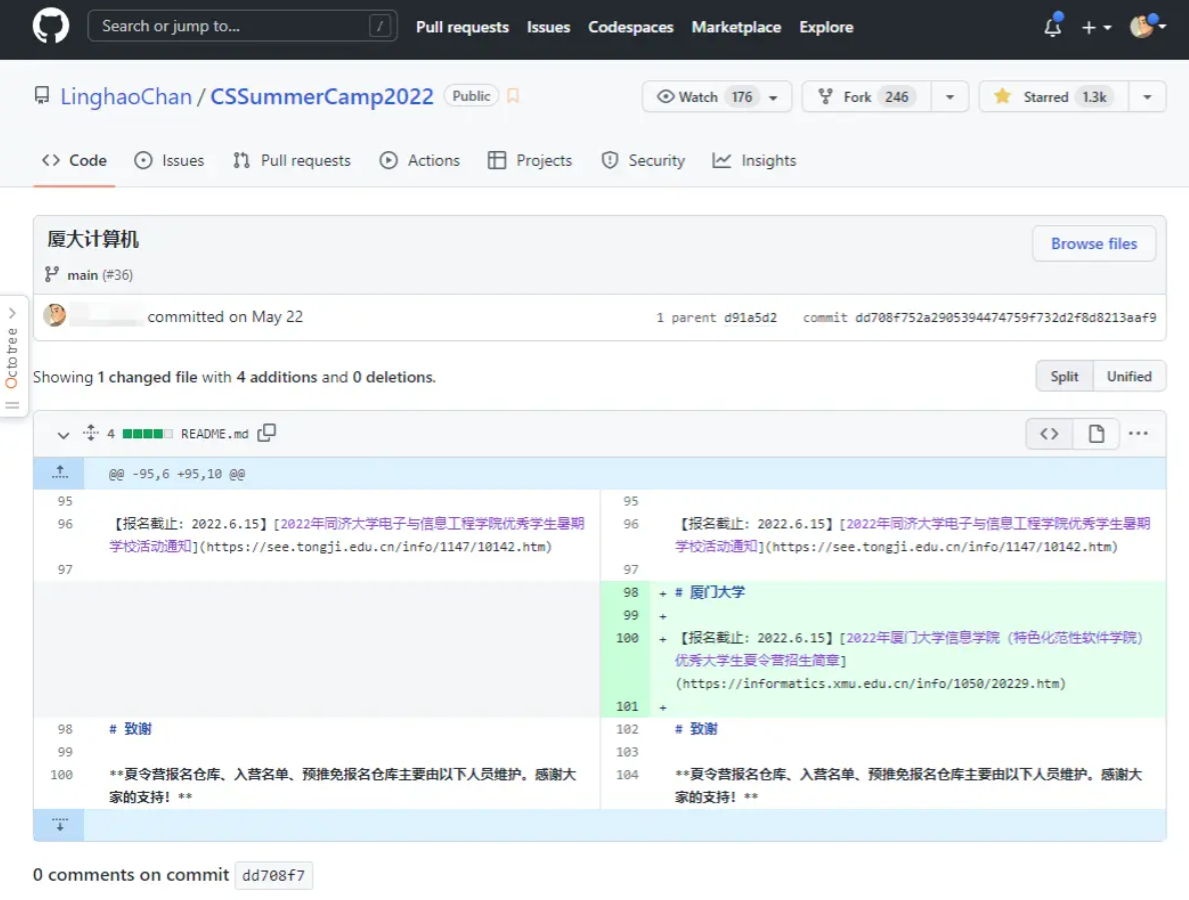 Search or jump to... / Pull requests Issues Codespaces Marketplace Explore
LinghaoChan / CSSummerCamp2022 Public Watch 176 Fork 246 Starred 1.3k
Code Issues Pull requests Actions Projects Security Insights
厦大计算机
Browse files
main (#36)
committed on May 22 1 parent d91a5d2 commit dd708f752a2905394474759f732d2f8d8213aaf9
Octotree
Showing 1 changed file with 4 additions and 0 deletions.
Split Unified
4 README.md
@@ -95,6 +95,10 @@
95 95
96 【报名截止：2022.6.15】[2022年同济大学电子与信息工程学院优秀学生暑期 96 【报名截止：2022.6.15】[2022年同济大学电子与信息工程学院优秀学生暑期
学校活动通知](https://see.tongji.edu.cn/info/1147/10142.htm) 学校活动通知](https://see.tongji.edu.cn/info/1147/10142.htm)
97 97
98 + # 厦门大学
99 +
100 + 【报名截止：2022.6.15】[2022年厦门大学信息学院（特色化范性软件学院）
优秀大学生夏令营招生简章]
(https://informatics.xmu.edu.cn/info/1050/20229.htm)
101 +
98 # 致谢 102 # 致谢
99 103
100 **夏令营报名仓库、入营名单、预推免报名仓库主要由以下人员维护。感谢大 104 **夏令营报名仓库、入营名单、预推免报名仓库主要由以下人员维护。感谢大
家的支持！** 家的支持！**
0 comments on commit dd708f7